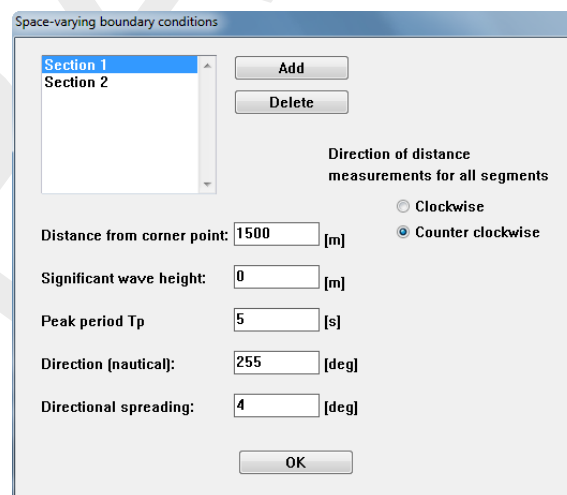 Space-varying boundary conditions
Section 1
Section 2
Add
Delete
Direction of distance
measurements for all segments
Clockwise
Counter clockwise
Distance from corner point: 1500 [m]
Significant wave height: 0 [m]
Peak period Tp 5 [s]
Direction (nautical): 255 [deg]
Directional spreading: 4 [deg]
OK